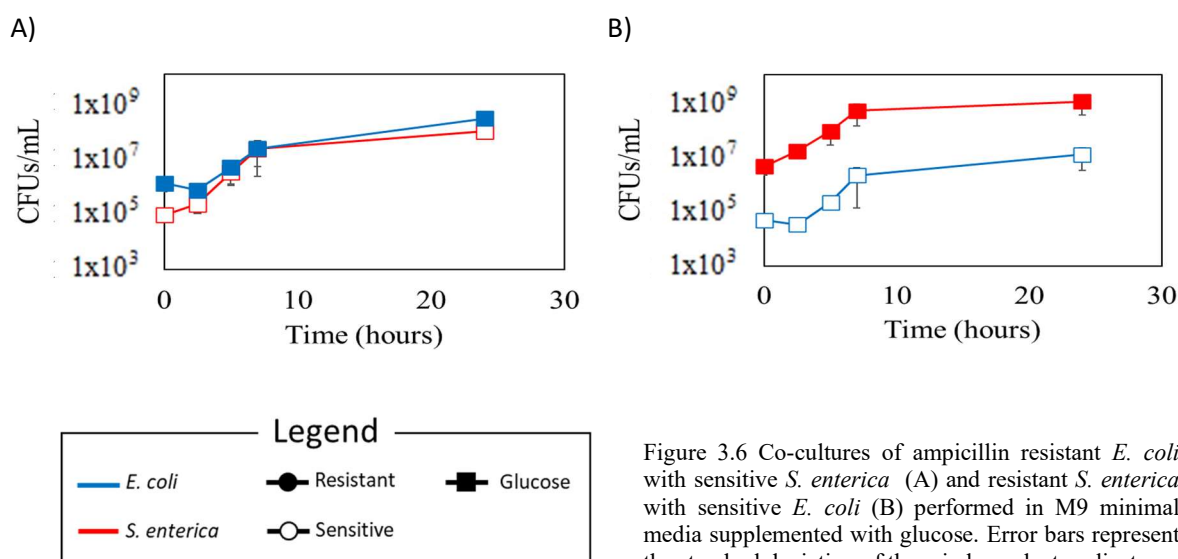 A)
B)
1x10⁹
1x10⁷
1x10⁵
1x10³
CFUs/mL
0
10
20
30
Time (hours)
1x10⁹
1x10⁷
1x10⁵
1x10³
CFUs/mL
0
10
20
30
Time (hours)
Legend
E. coli
Resistant
Glucose
S. enterica
Sensitive
Figure 3.6 Co-cultures of ampicillin resistant E. coli
with sensitive S. enterica (A) and resistant S. enterica
with sensitive E. coli (B) performed in M9 minimal
media supplemented with glucose. Error bars represent